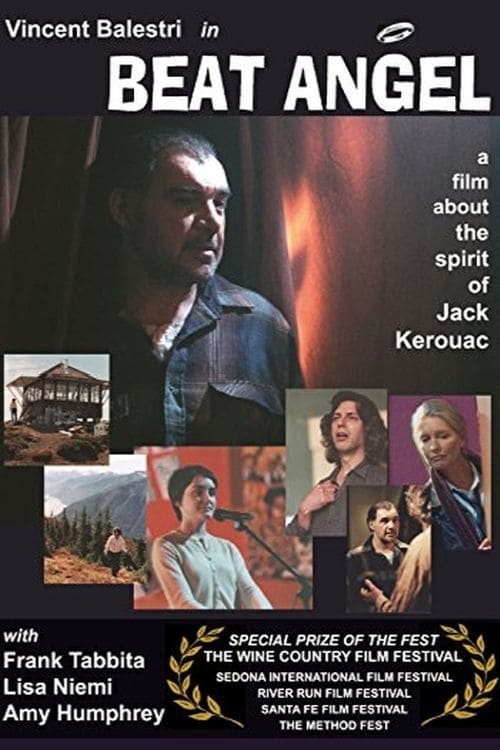 Vincent Balestri in
BEAT ANGEL
a
film
about
the
spirit
of
Jack
Kerouac
with
Frank Tabbita
Lisa Niemi
Amy Humphrey
SPECIAL PRIZE OF THE FEST
THE WINE COUNTRY FILM FESTIVAL
SEDONA INTERNATIONAL FILM FESTIVAL
RIVER RUN FILM FESTIVAL
SANTA FE FILM FESTIVAL
THE METHOD FEST